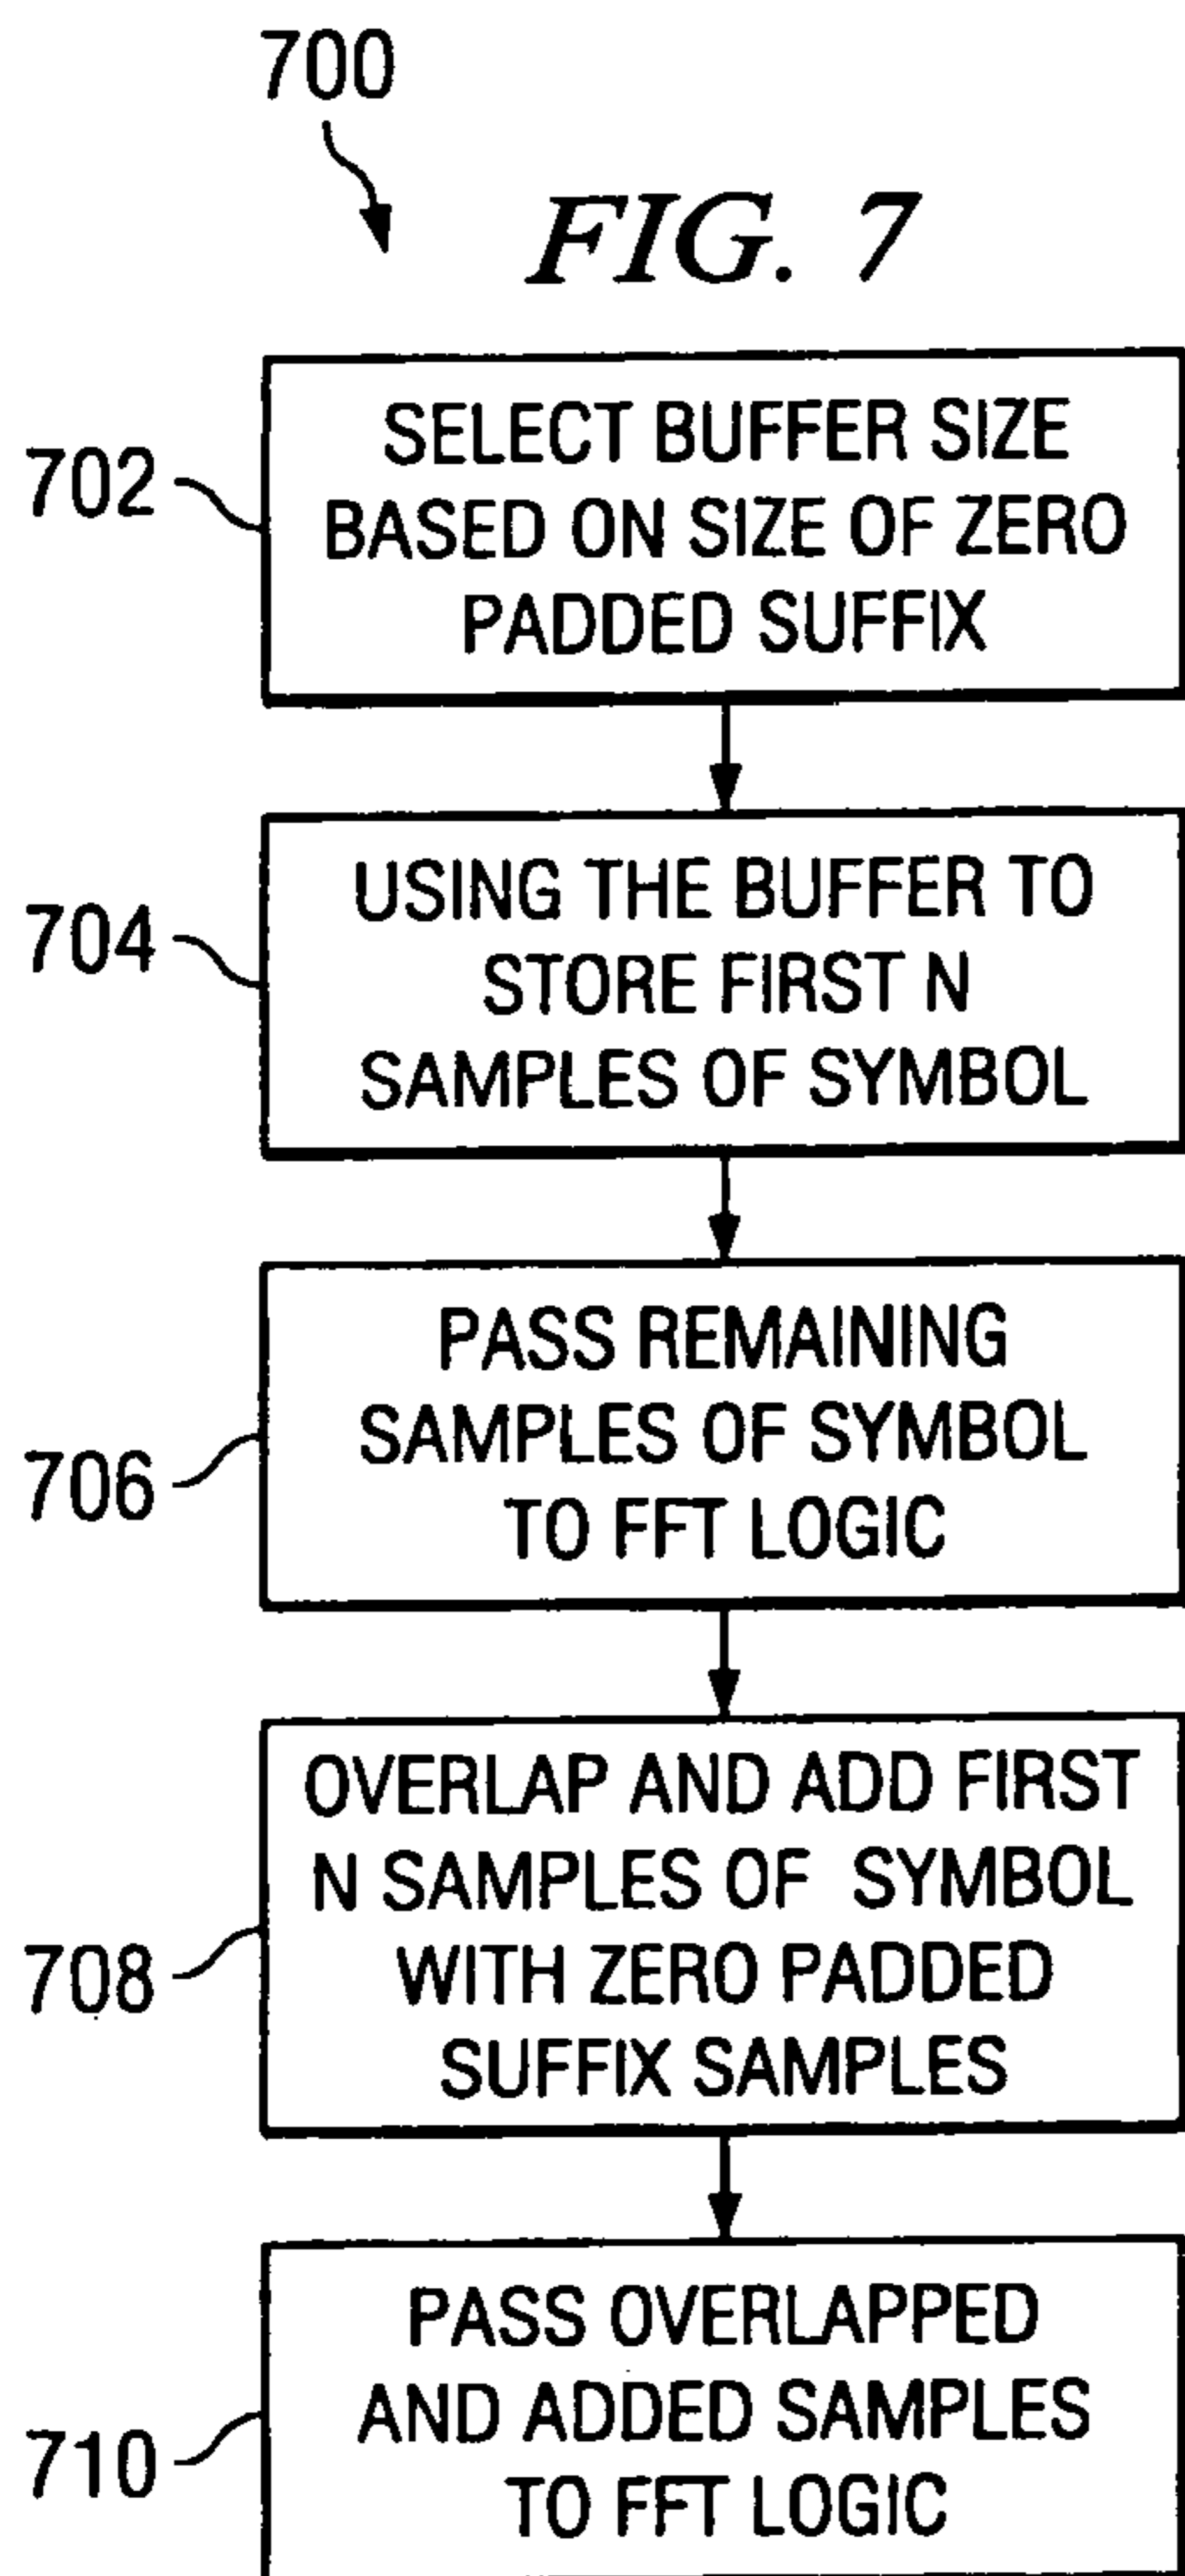 700
FIG. 7
702
SELECT BUFFER SIZE
BASED ON SIZE OF ZERO
PADDED SUFFIX
704
USING THE BUFFER TO
STORE FIRST N
SAMPLES OF SYMBOL
706
PASS REMAINING
SAMPLES OF SYMBOL
TO FFT LOGIC
708
OVERLAP AND ADD FIRST
N SAMPLES OF SYMBOL
WITH ZERO PADDED
SUFFIX SAMPLES
710
PASS OVERLAPPED
AND ADDED SAMPLES
TO FFT LOGIC